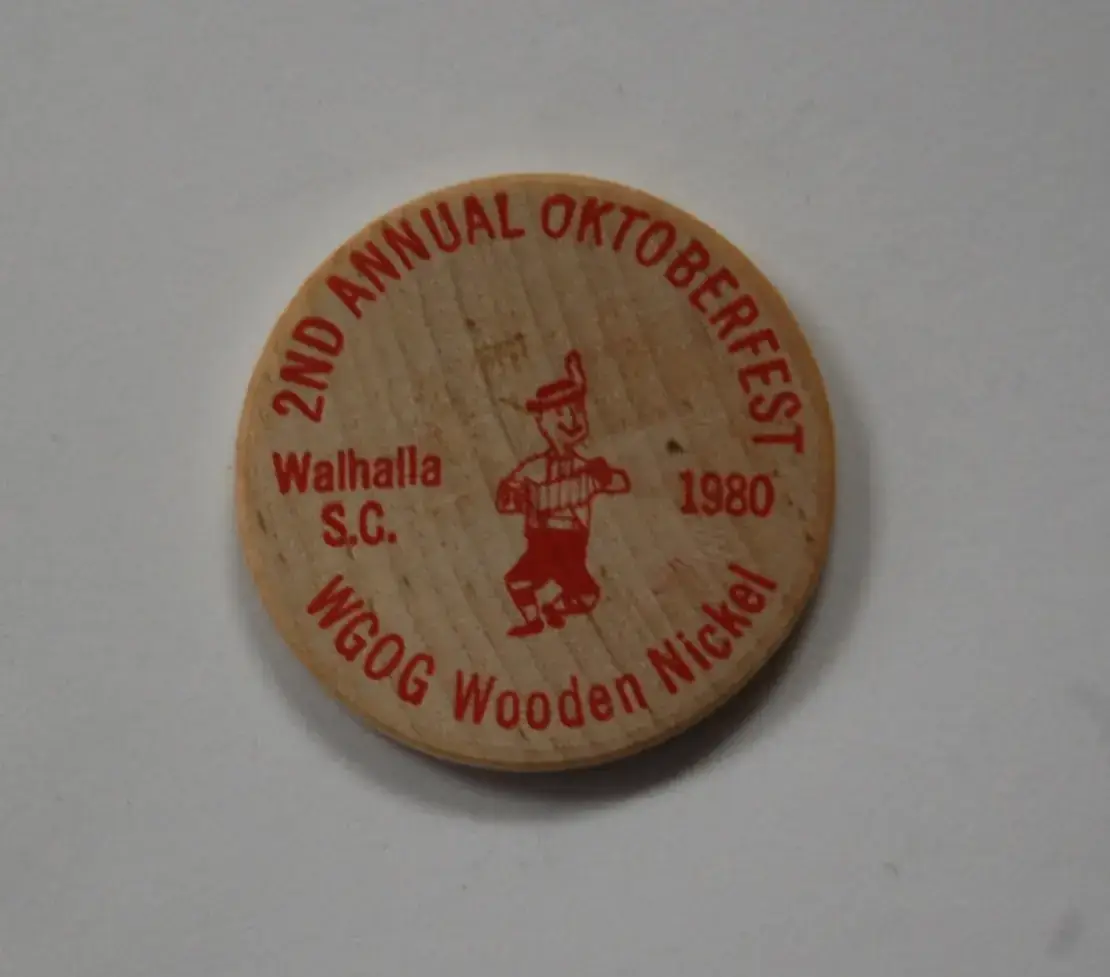 2ND ANNUAL OKTOBERFEST
Walhalla
S.C.
1980
WGOG Wooden Nickel